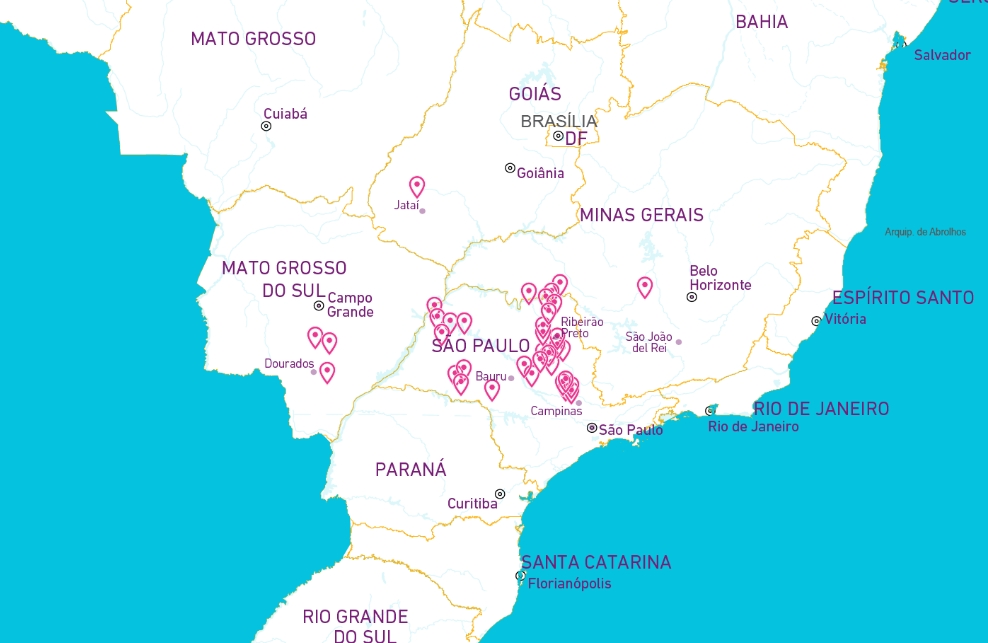 BAHIA
MATO GROSSO
Salvador
GOIÁS
Cuiabá
BRASÍLIA
DF
Goiânia
Jataí
MINAS GERAIS
Arquip. de Abrolhos
MATO GROSSO
DO SUL
Belo
Horizonte
Campo
Grande
ESPÍRITO SANTO
Vitória
Ribeirão
Preto
São João
del Rei
SÃO PAULO
Dourados
Bauru
Campinas
RIO DE JANEIRO
Rio de Janeiro
São Paulo
PARANÁ
Curitiba
SANTA CATARINA
Florianópolis
RIO GRANDE
DO SUL